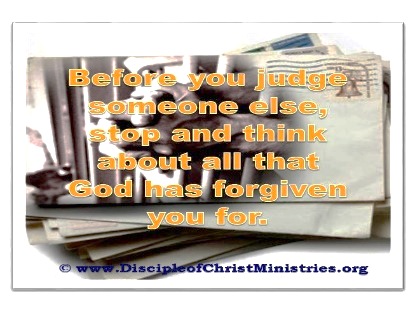 Before you judge
someone else,
stop and think
about all that
God has forgiven
you for.
© www.DiscipleofChristMinistries.org